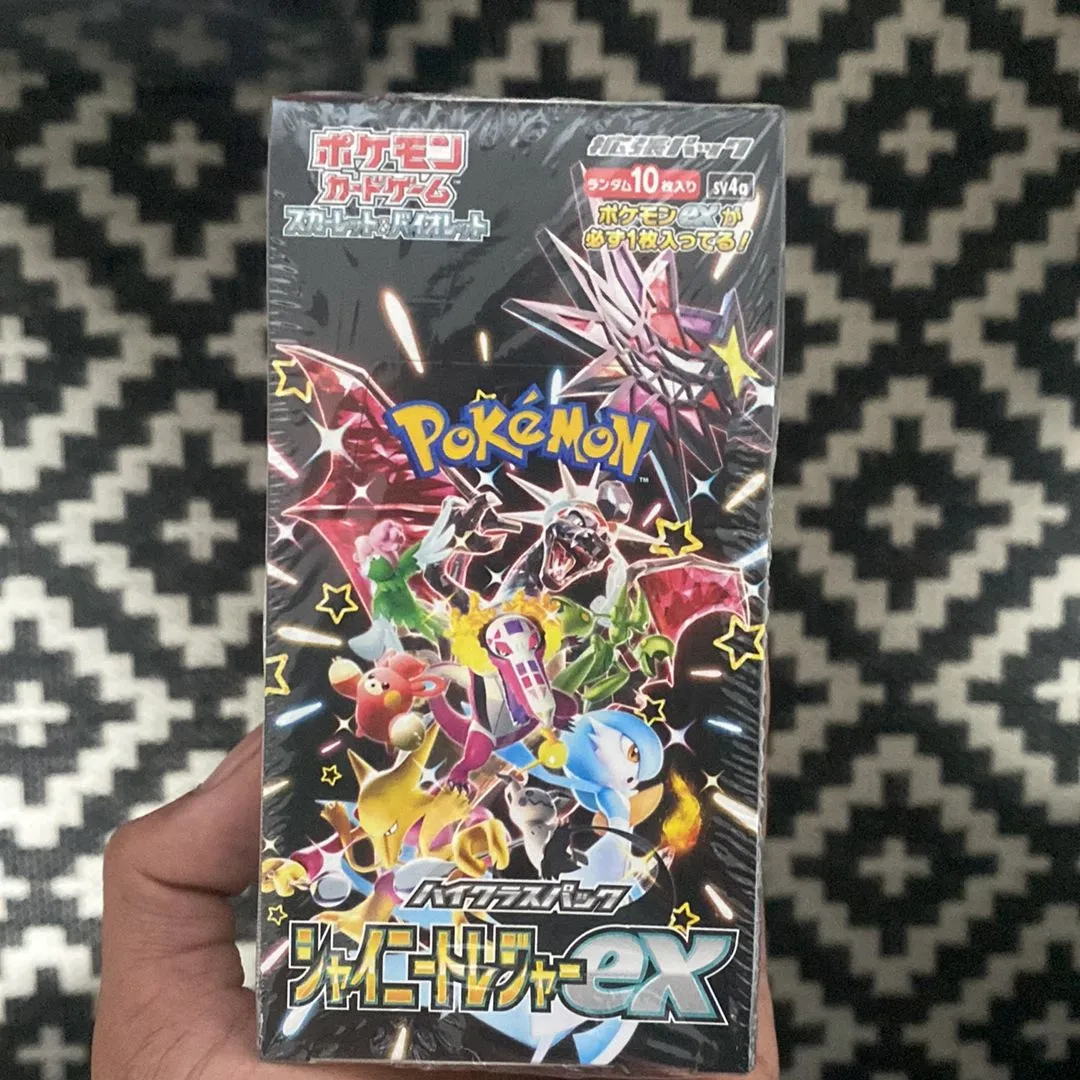 ポケモン
カードゲーム™
スカーレット&バイオレット
拡張パック
ランダム10枚入り sv4a
ポケモンexが
必ず1枚入ってる!
POKéMON™
ハイクラスパック
シャイニートレジャーex